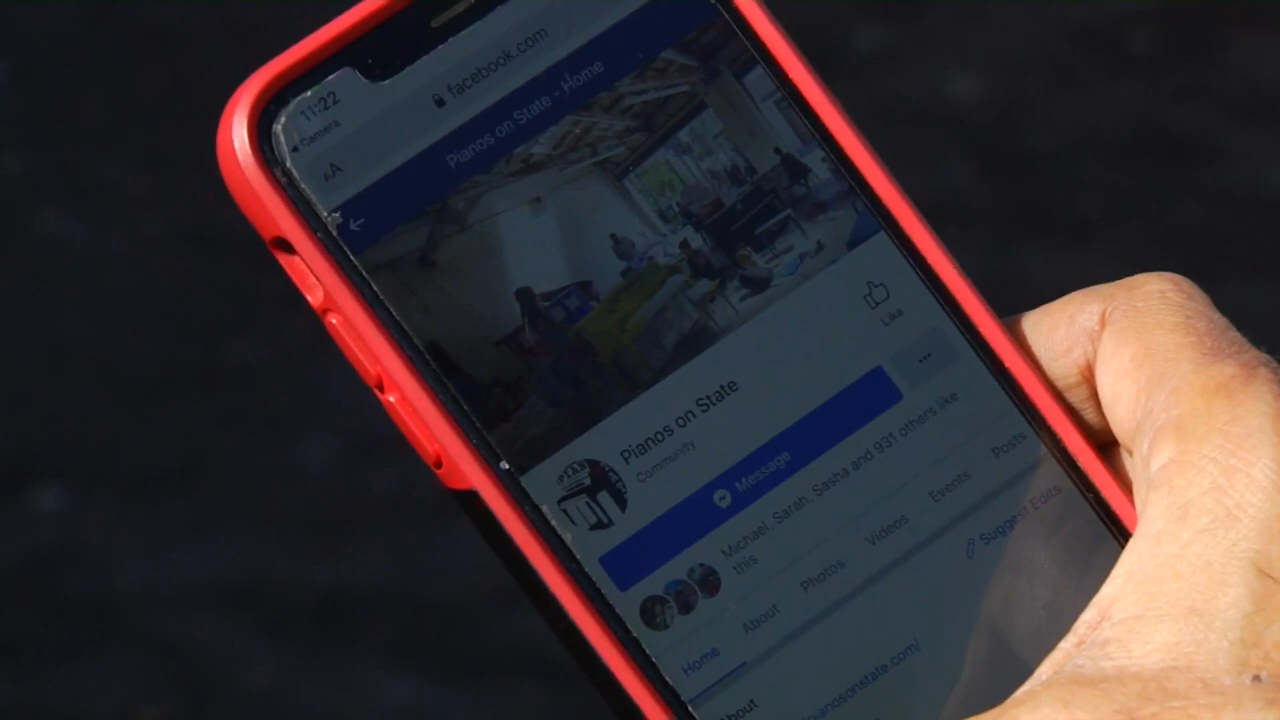 11:22
Camera
facebook.com
AA
Pianos on State - Home
Like
Pianos on State
Community
Message
Michael, Sarah, Sasha and 931 others like
this
Home
About
Photos
Videos
Events
Posts
Suggest Edits
About
pianosonstate.com/